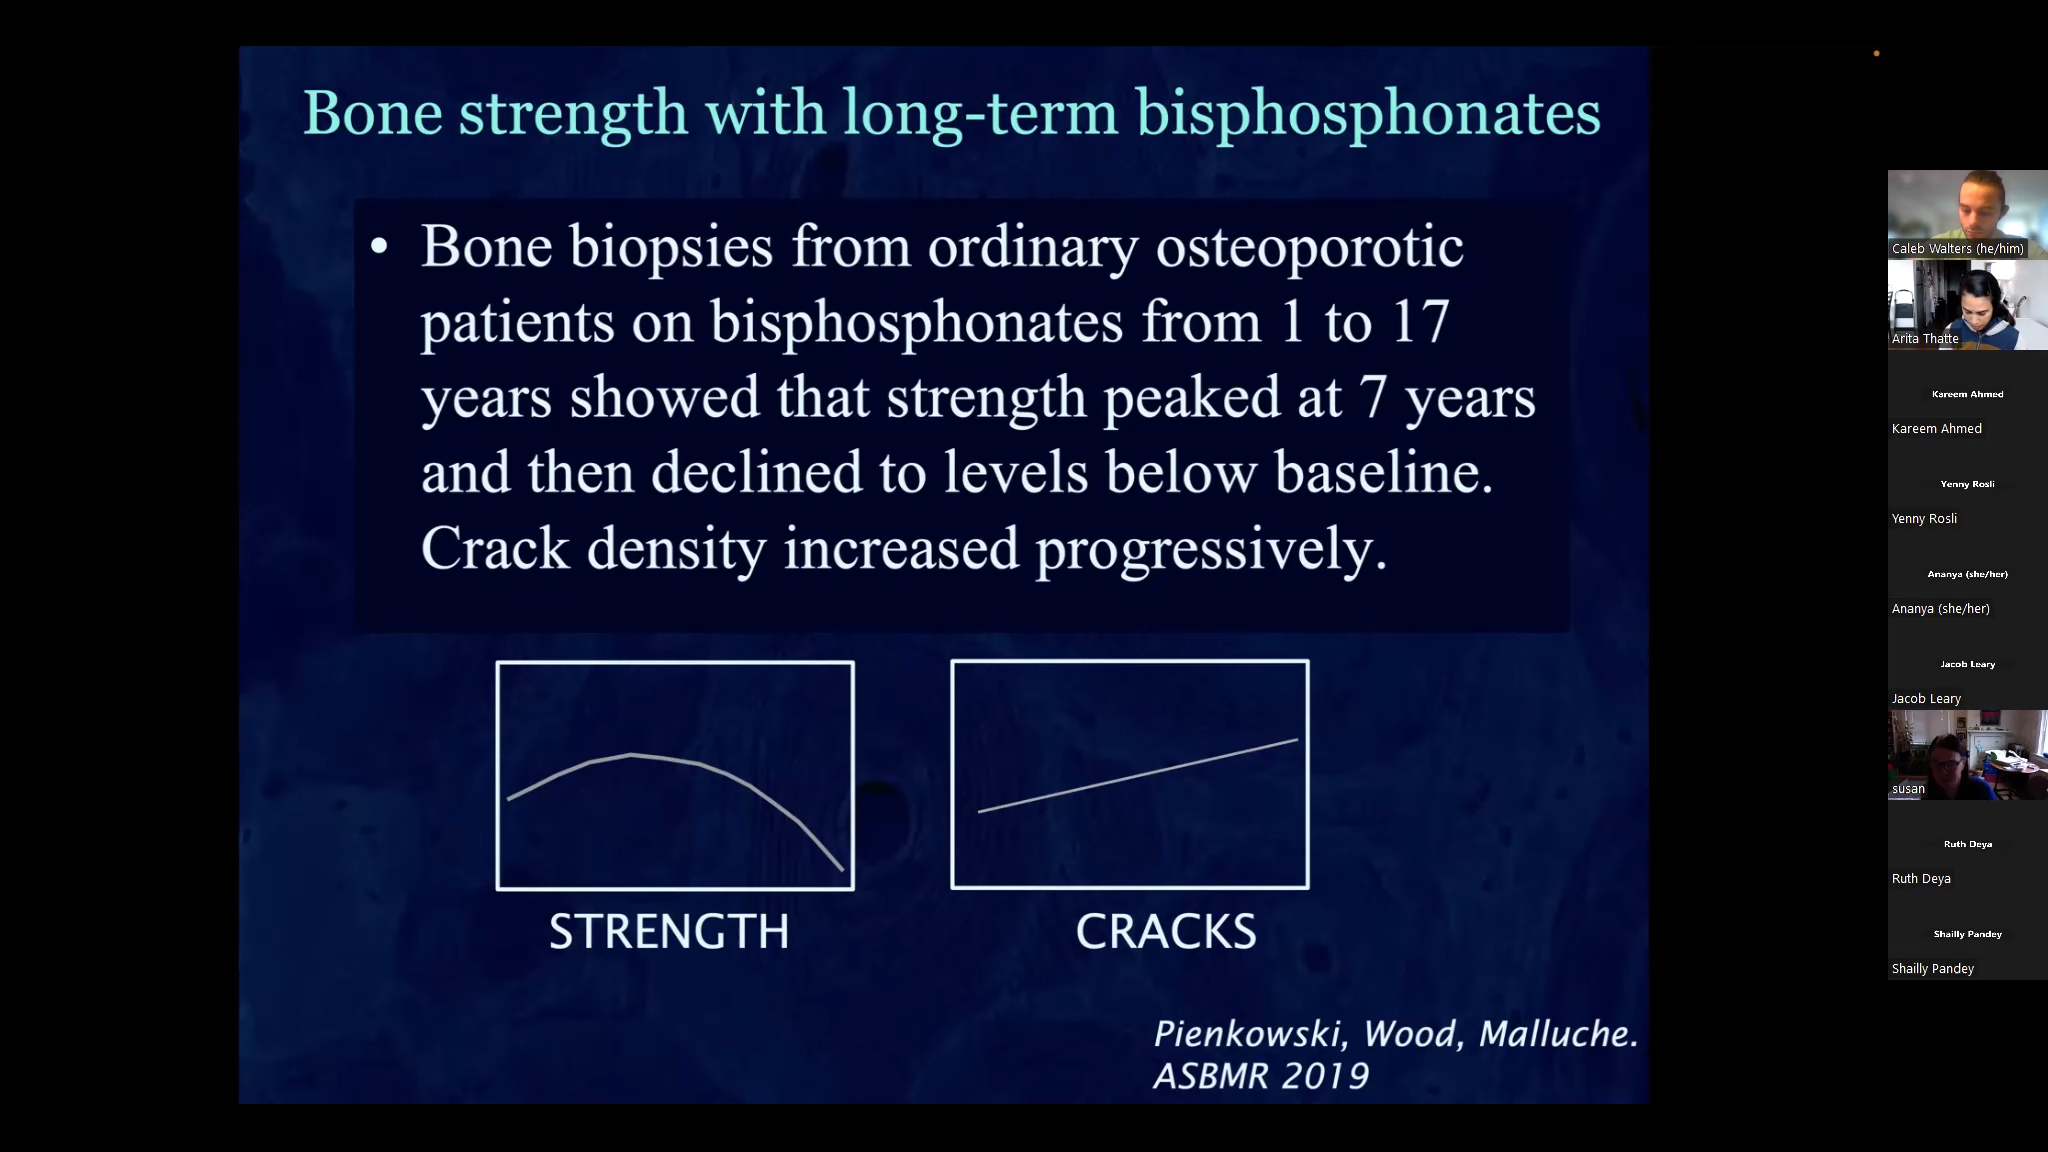 Bone strength with long-term bisphosphonates
• Bone biopsies from ordinary osteoporotic
patients on bisphosphonates from 1 to 17
years showed that strength peaked at 7 years
and then declined to levels below baseline.
Crack density increased progressively.
STRENGTH
CRACKS
Pienkowski, Wood, Malluche.
ASBMR 2019
Caleb Walters (he/him)
Arita Thatte
Kareem Ahmed
Kareem Ahmed
Yenny Rosli
Yenny Rosli
Ananya (she/her)
Ananya (she/her)
Jacob Leary
Jacob Leary
susan
Ruth Deya
Ruth Deya
Shailly Pandey
Shailly Pandey